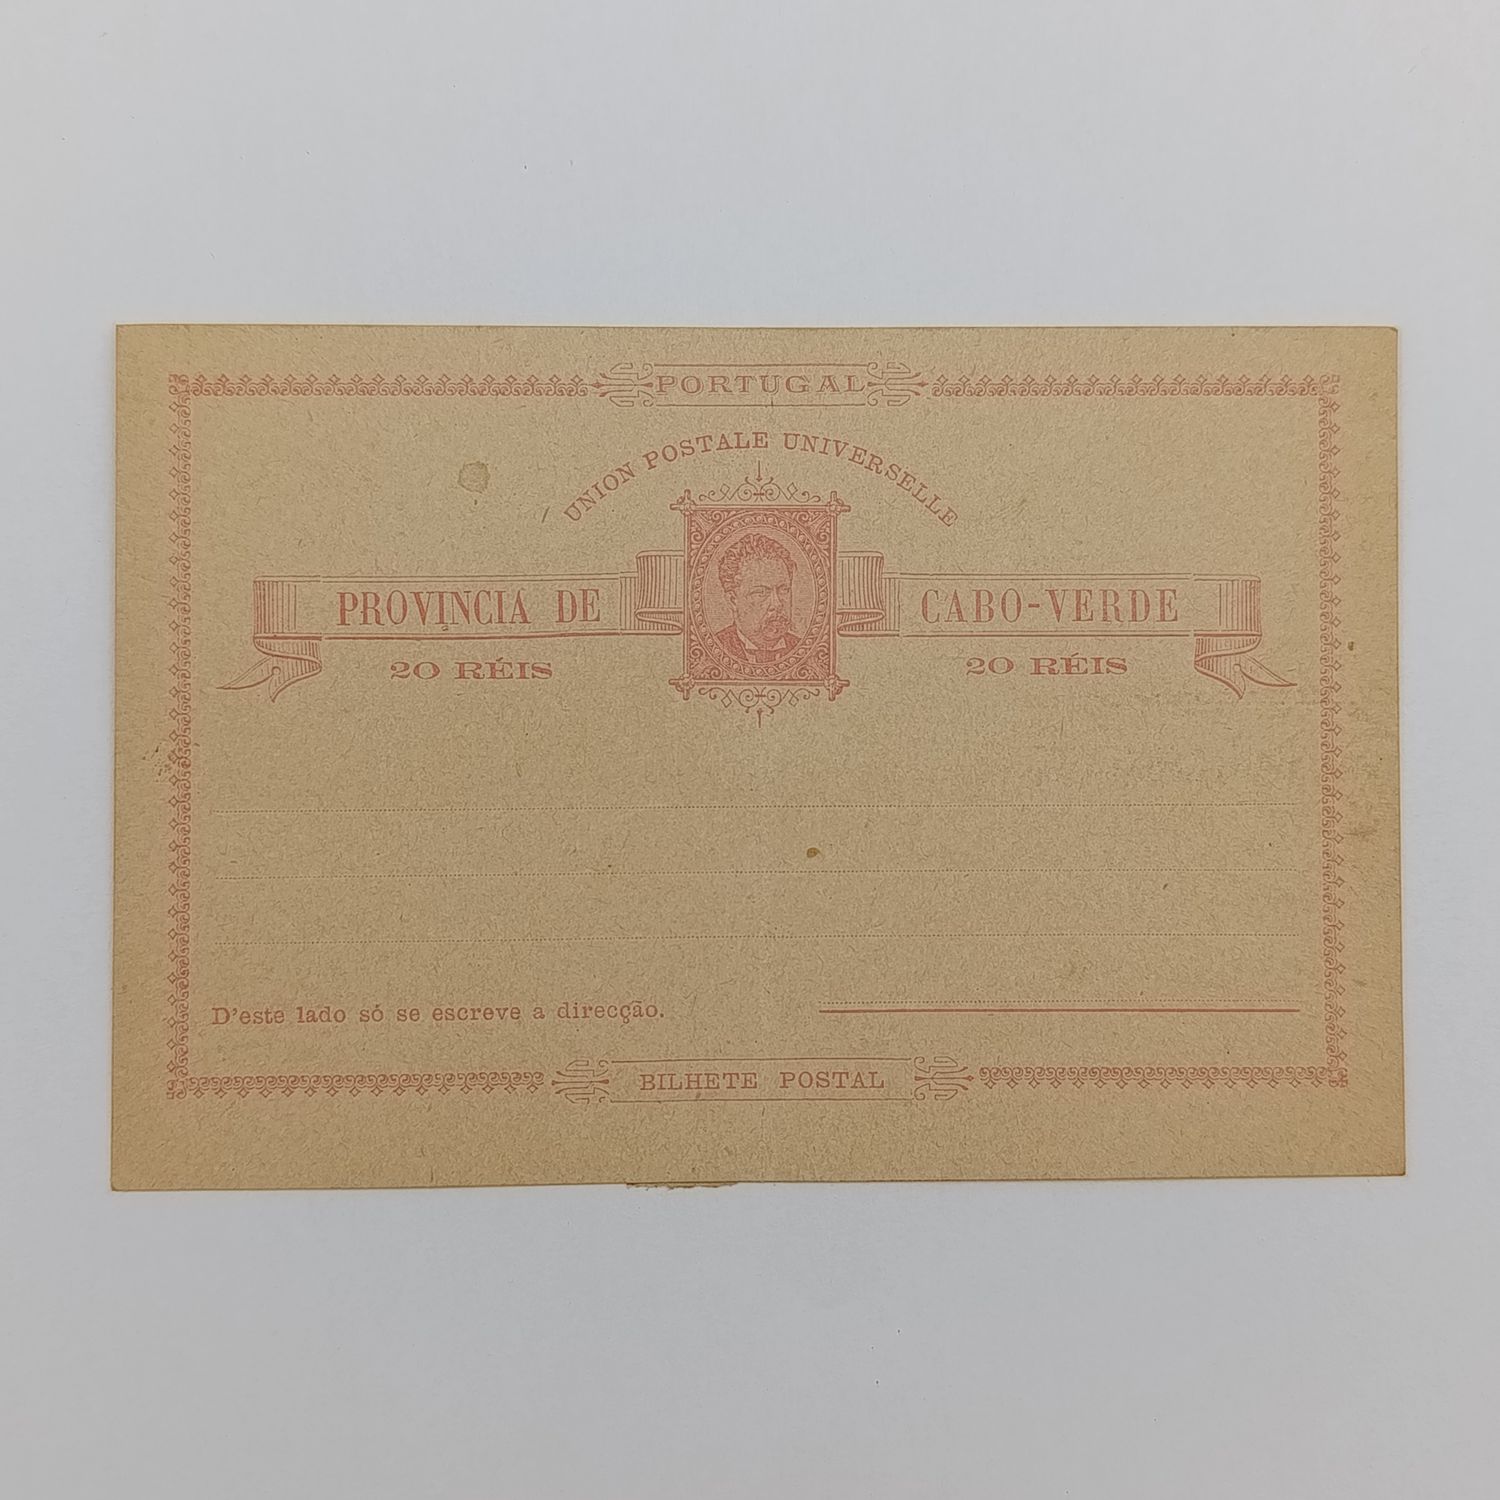 PORTUGAL
UNION POSTALE UNIVERSELLE
PROVINCIA DE CABO-VERDE
20 RÉIS 20 RÉIS
D'este lado só se escreve a direcção.
BILHETE POSTAL